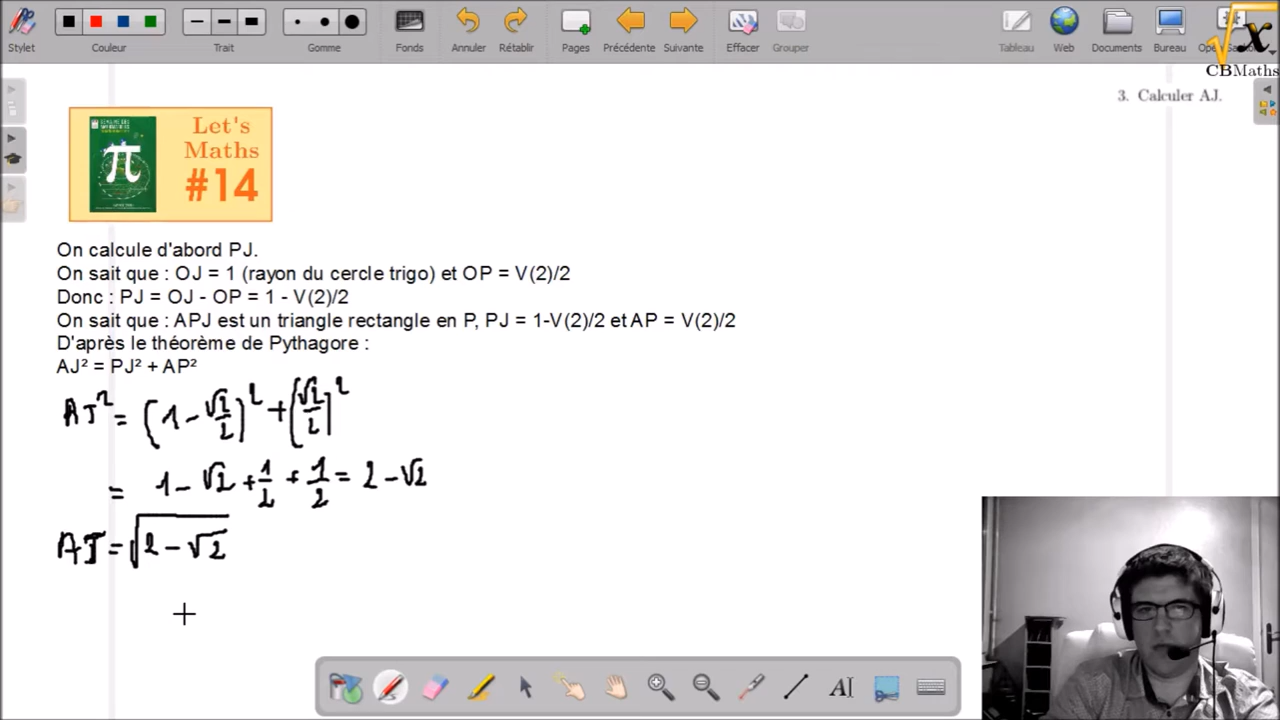 Stylet Couleur Trait Gomme Fonds Annuler Rétablir Pages Précédente Suivante Effacer Grouper Tableau Web Documents Bureau
CBMaths
3. Calculer AJ.
Let's
Maths
#14
π
On calcule d'abord PJ.
On sait que : OJ = 1 (rayon du cercle trigo) et OP = V(2)/2
Donc : PJ = OJ - OP = 1 - V(2)/2
On sait que : APJ est un triangle rectangle en P, PJ = 1-V(2)/2 et AP = V(2)/2
D'après le théorème de Pythagore :
AJ² = PJ² + AP²
AJ² = (1 - √2/2)² + (√2/2)²
= 1 - √2 + 1/2 + 1/2 = 2 - √2
AJ = √(2 - √2)